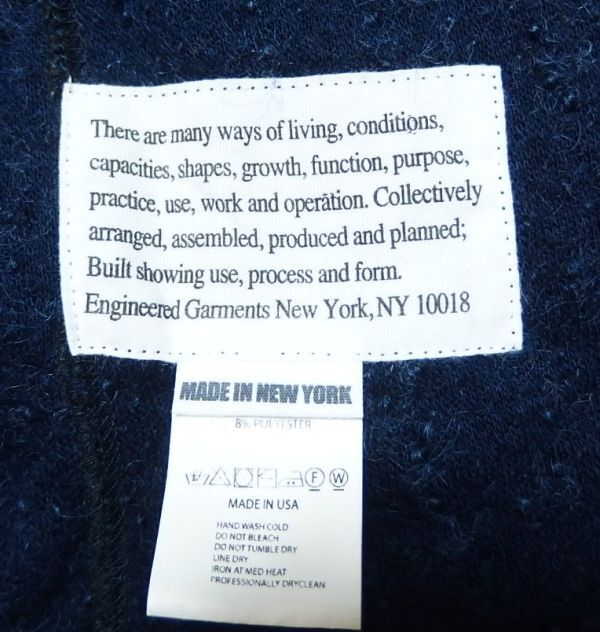 There are many ways of living, conditions,
capacities, shapes, growth, function, purpose,
practice, use, work and operation. Collectively
arranged, assembled, produced and planned;
Built showing use, process and form.
Engineered Garments New York, NY 10018
MADE IN NEW YORK
8% POLYESTER
F W
MADE IN USA
HAND WASH COLD
DO NOT BLEACH
DO NOT TUMBLE DRY
LINE DRY
IRON AT MED HEAT
PROFESSIONALLY DRYCLEAN